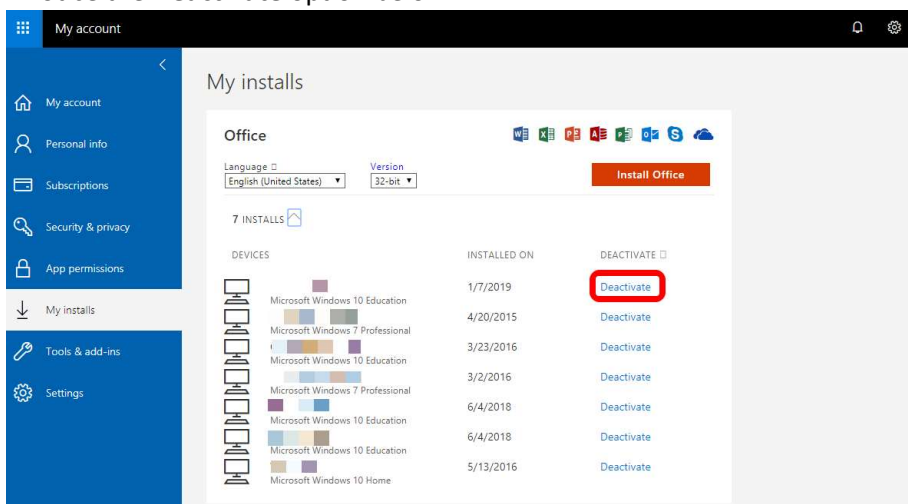 My account
My installs
My account
Personal info
Subscriptions
Security & privacy
App permissions
My installs
Tools & add-ins
Settings
Office
Language
Version
English (United States)
32-bit
Install Office
7 INSTALLS
DEVICES INSTALLED ON DEACTIVATE
Microsoft Windows 10 Education 1/7/2019 Deactivate
Microsoft Windows 7 Professional 4/20/2015 Deactivate
Microsoft Windows 10 Education 3/23/2016 Deactivate
Microsoft Windows 7 Professional 3/2/2016 Deactivate
Microsoft Windows 10 Education 6/4/2018 Deactivate
Microsoft Windows 10 Education 6/4/2018 Deactivate
Microsoft Windows 10 Home 5/13/2016 Deactivate